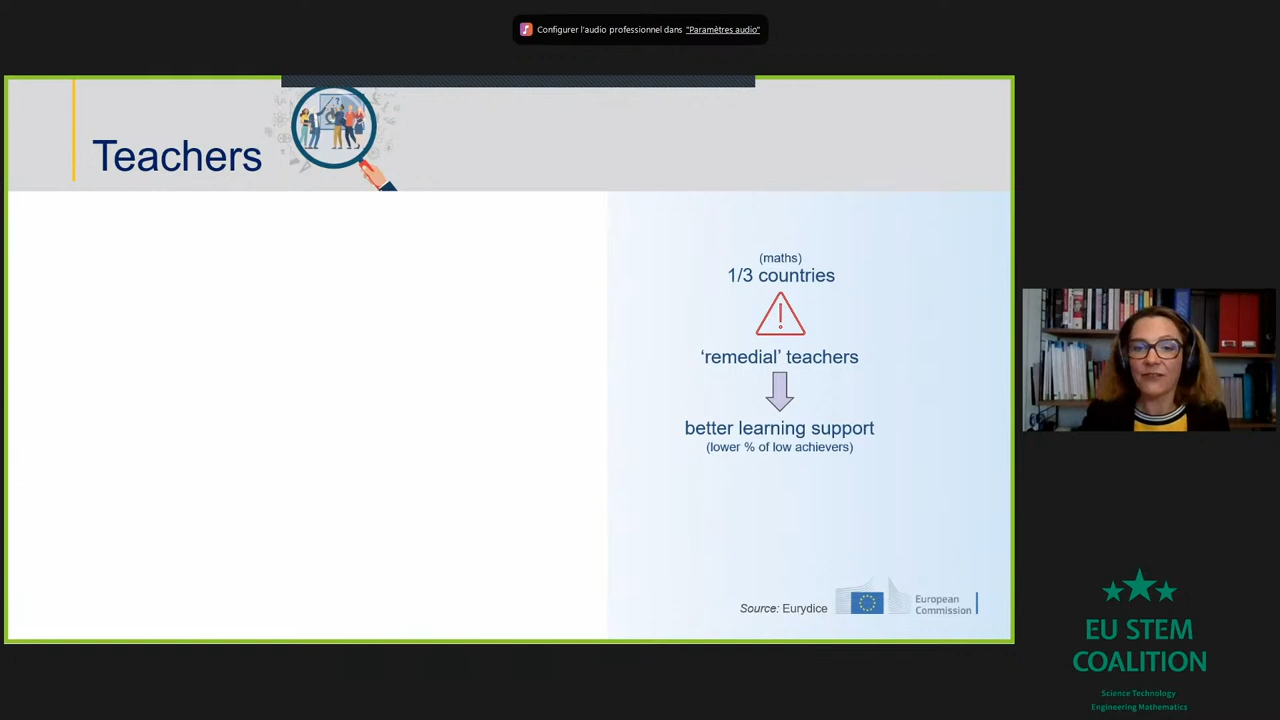 Configurer l'audio professionnel dans "Paramètres audio"
Teachers
(maths)
1/3 countries
‘remedial’ teachers
better learning support
(lower % of low achievers)
Source: Eurydice
European
Commission
EU STEM
COALITION
Science Technology
Engineering Mathematics